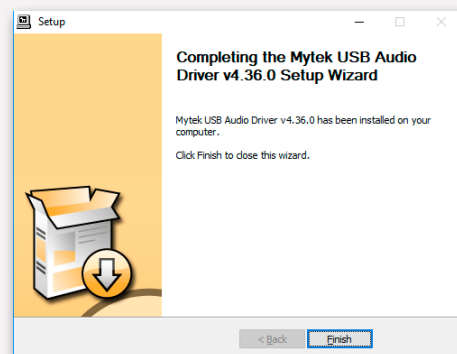 Setup
Completing the Mytek USB Audio
Driver v4.36.0 Setup Wizard
Mytek USB Audio Driver v4.36.0 has been installed on your
computer.
Click Finish to close this wizard.
< Back
Finish